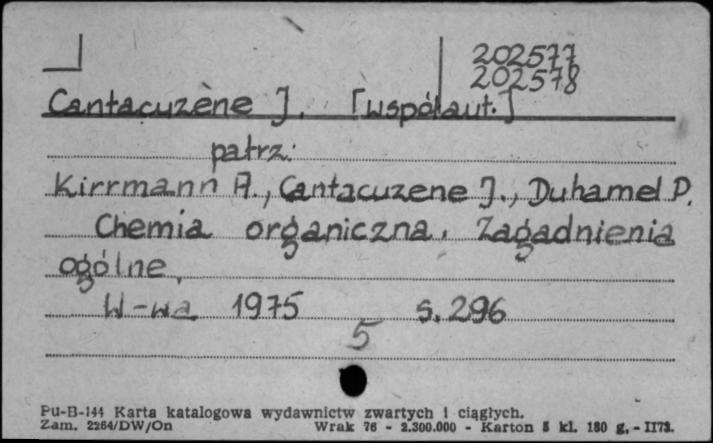 202577
202578
Cantacuzène J. [współaut.]
patrz:
Kirrmann A., Cantacuzene J., Duhamel P.
Chemia organiczna. Zagadnienia
ogólne.
W-wa 1975 s. 296
5
Pu-B-144 Karta katalogowa wydawnictw zwartych i ciągłych.
Zam. 2264/DW/On Wrak 76 - 2.300.000 - Karton 8 kl. 180 g. - II73.